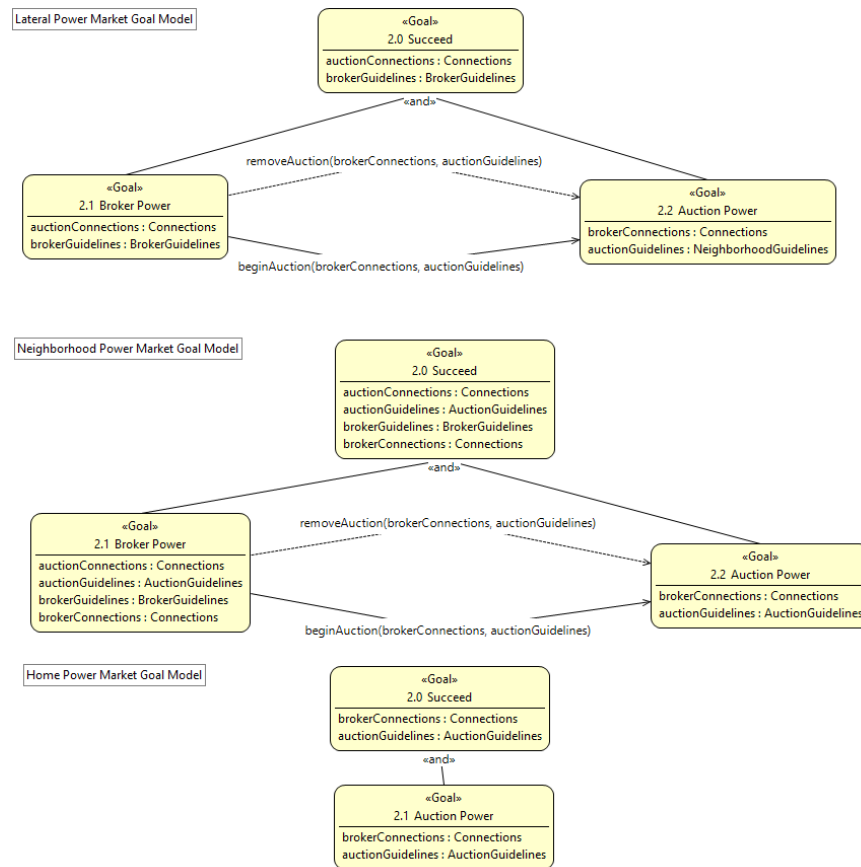 Lateral Power Market Goal Model
«Goal»
2.0 Succeed
auctionConnections : Connections
brokerGuidelines : BrokerGuidelines
«and»
removeAuction(brokerConnections, auctionGuidelines)
«Goal»
2.1 Broker Power
auctionConnections : Connections
brokerGuidelines : BrokerGuidelines
«Goal»
2.2 Auction Power
brokerConnections : Connections
auctionGuidelines : NeighborhoodGuidelines
beginAuction(brokerConnections, auctionGuidelines)
Neighborhood Power Market Goal Model
«Goal»
2.0 Succeed
auctionConnections : Connections
auctionGuidelines : AuctionGuidelines
brokerGuidelines : BrokerGuidelines
brokerConnections : Connections
«and»
removeAuction(brokerConnections, auctionGuidelines)
«Goal»
2.1 Broker Power
auctionConnections : Connections
auctionGuidelines : AuctionGuidelines
brokerGuidelines : BrokerGuidelines
brokerConnections : Connections
«Goal»
2.2 Auction Power
brokerConnections : Connections
auctionGuidelines : AuctionGuidelines
beginAuction(brokerConnections, auctionGuidelines)
Home Power Market Goal Model
«Goal»
2.0 Succeed
brokerConnections : Connections
auctionGuidelines : AuctionGuidelines
«and»
«Goal»
2.1 Auction Power
brokerConnections : Connections
auctionGuidelines : AuctionGuidelines